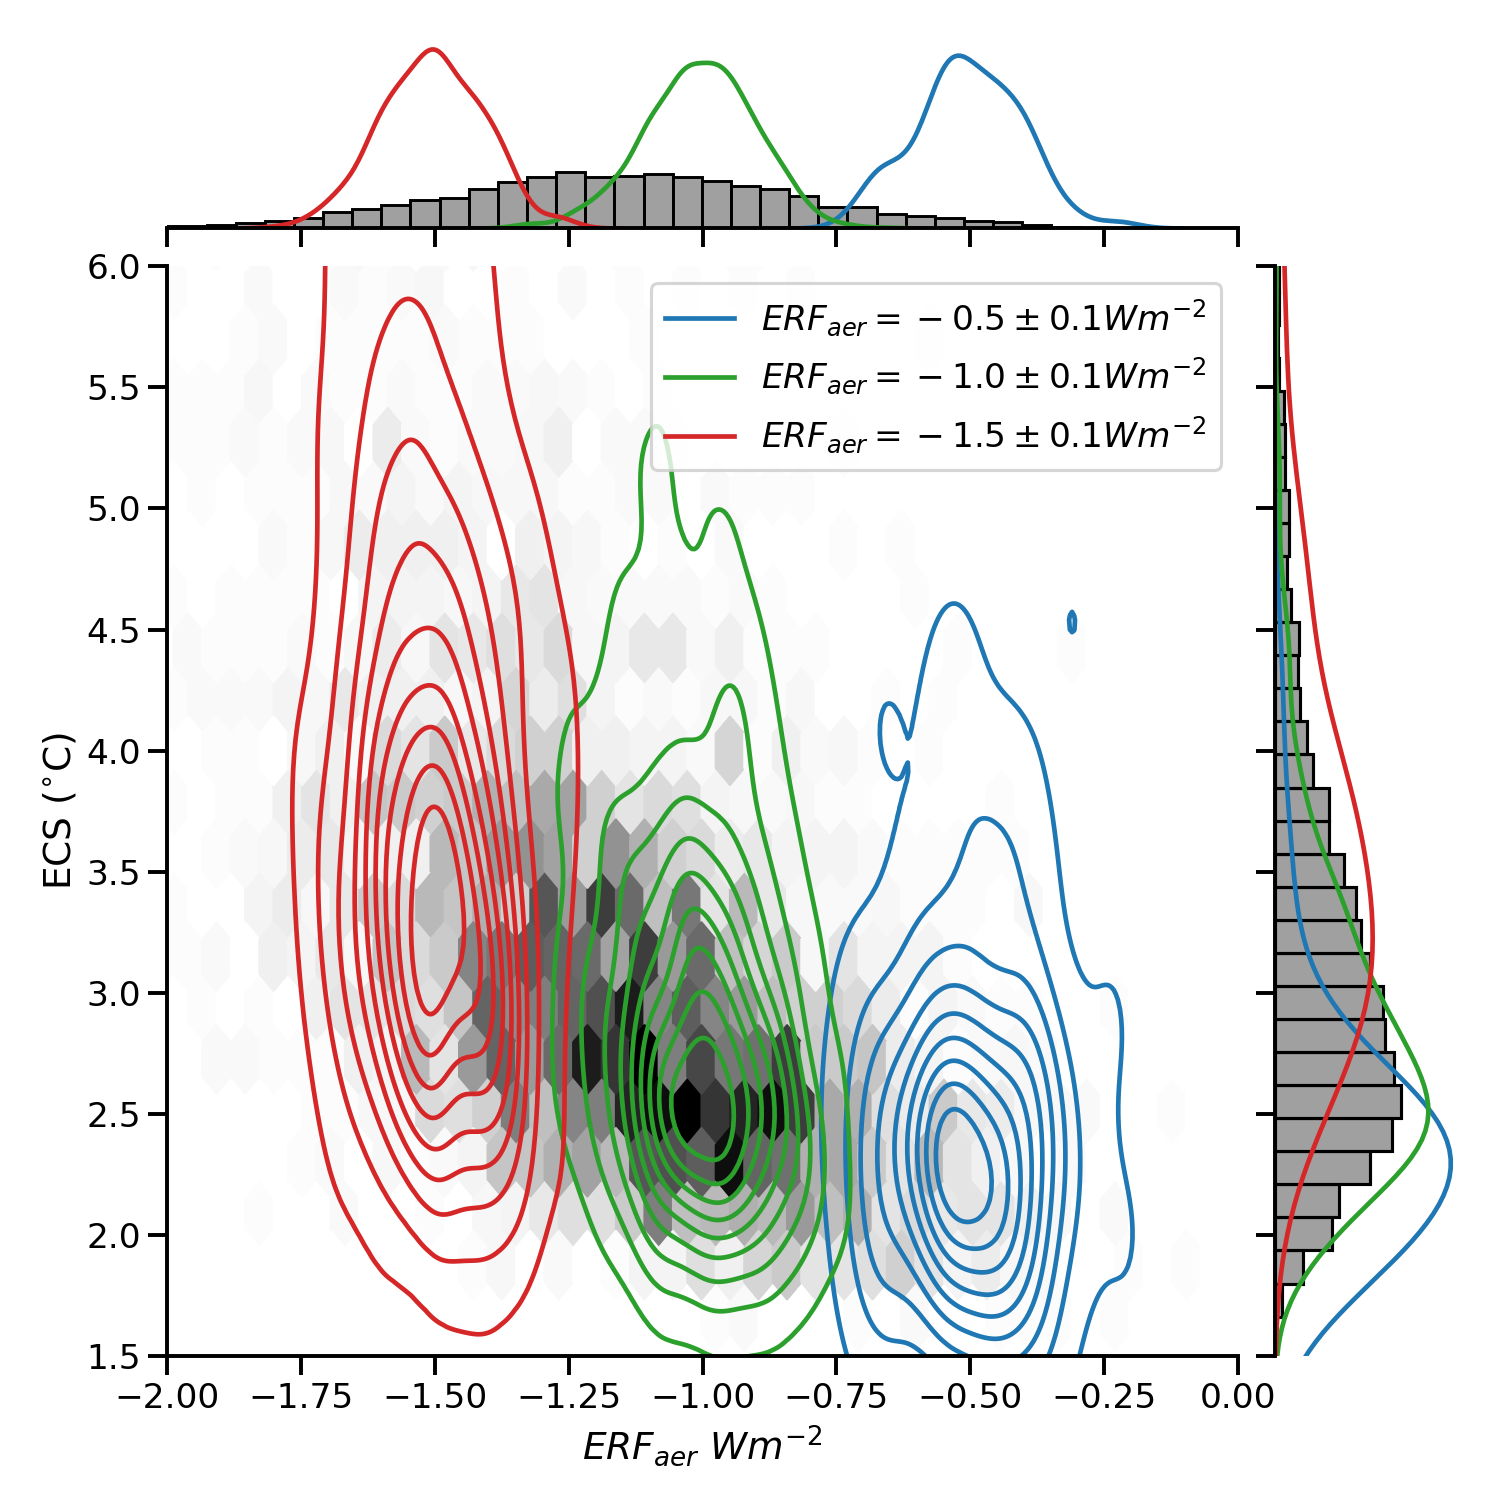 6.0
5.5
5.0
4.5
4.0
3.5
3.0
2.5
2.0
1.5
ECS (°C)
ERF_aer = − 0.5 ± 0.1Wm⁻²
ERF_aer = − 1.0 ± 0.1Wm⁻²
ERF_aer = − 1.5 ± 0.1Wm⁻²
−2.00 −1.75 −1.50 −1.25 −1.00 −0.75 −0.50 −0.25 0.00
ERF_aer Wm⁻²